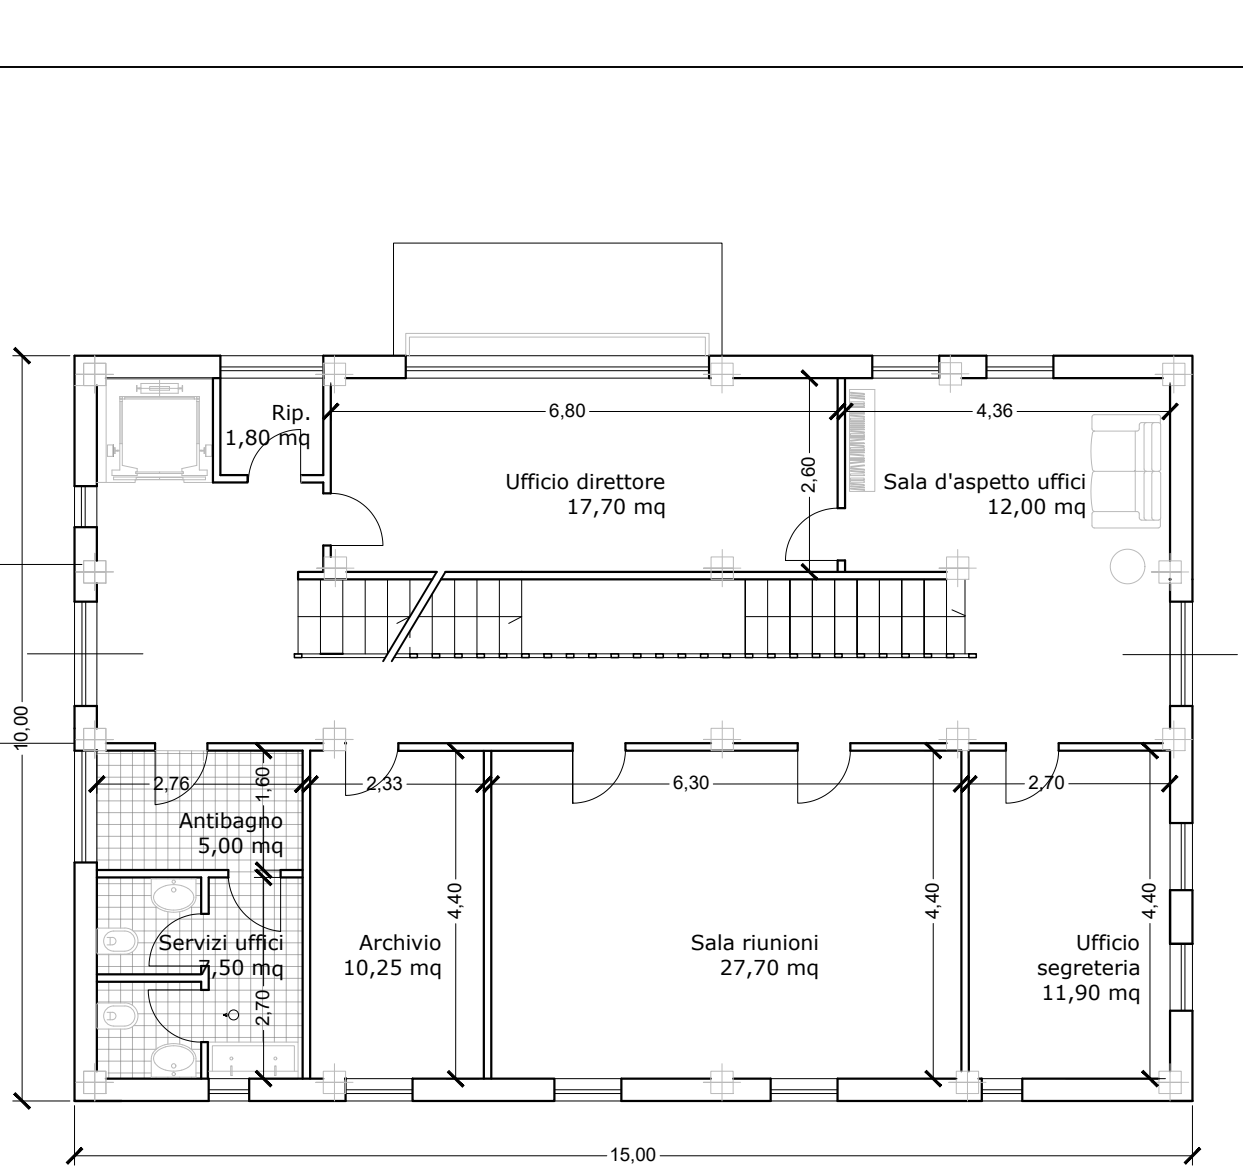 Rip.
1,80 mq
6,80
4,36
Ufficio direttore
17,70 mq
2,60
Sala d'aspetto uffici
12,00 mq
10,00
2,76
1,60
2,33
6,30
2,70
Antibagno
5,00 mq
4,40
4,40
4,40
Servizi uffici
7,50 mq
2,70
Archivio
10,25 mq
Sala riunioni
27,70 mq
Ufficio
segreteria
11,90 mq
15,00